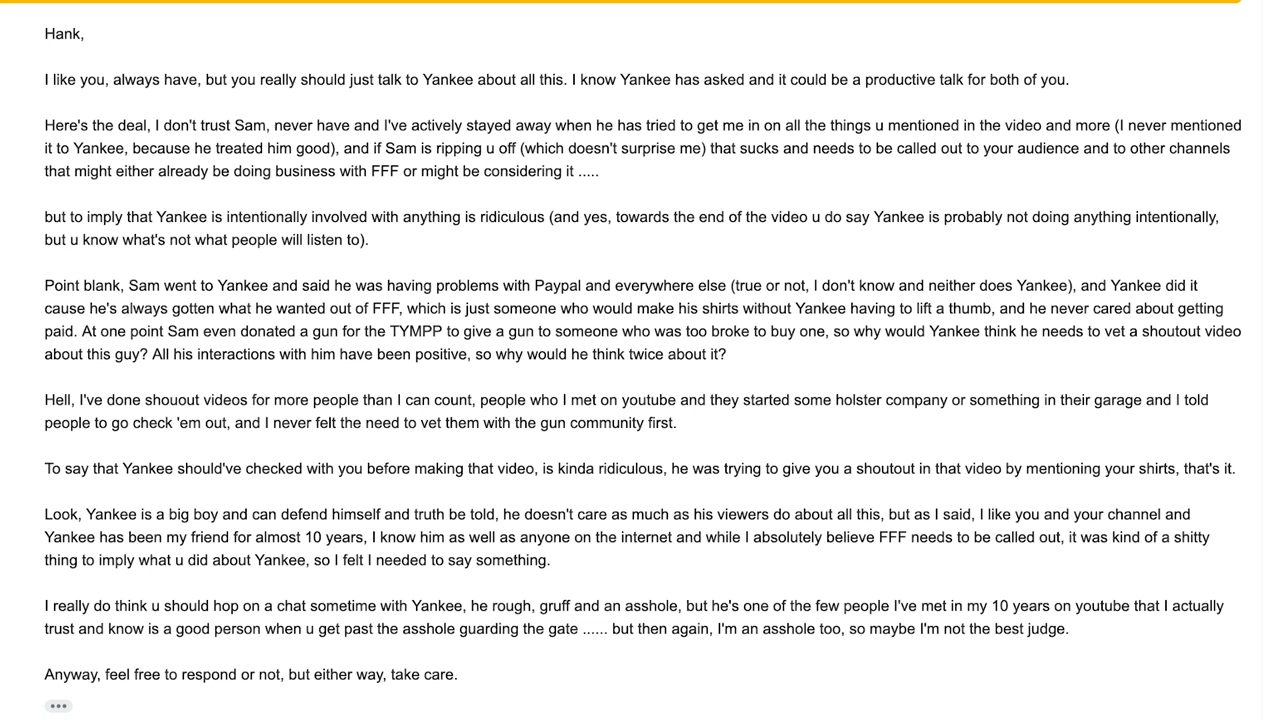 Hank,
I like you, always have, but you really should just talk to Yankee about all this. I know Yankee has asked and it could be a productive talk for both of you.
Here's the deal, I don't trust Sam, never have and I've actively stayed away when he has tried to get me in on all the things u mentioned in the video and more (I never mentioned
it to Yankee, because he treated him good), and if Sam is ripping u off (which doesn't surprise me) that sucks and needs to be called out to your audience and to other channels
that might either already be doing business with FFF or might be considering it .....
but to imply that Yankee is intentionally involved with anything is ridiculous (and yes, towards the end of the video u do say Yankee is probably not doing anything intentionally,
but u know what's not what people will listen to).
Point blank, Sam went to Yankee and said he was having problems with Paypal and everywhere else (true or not, I don't know and neither does Yankee), and Yankee did it
cause he's always gotten what he wanted out of FFF, which is just someone who would make his shirts without Yankee having to lift a thumb, and he never cared about getting
paid. At one point Sam even donated a gun for the TYMPP to give a gun to someone who was too broke to buy one, so why would Yankee think he needs to vet a shoutout video
about this guy? All his interactions with him have been positive, so why would he think twice about it?
Hell, I've done shouout videos for more people than I can count, people who I met on youtube and they started some holster company or something in their garage and I told
people to go check 'em out, and I never felt the need to vet them with the gun community first.
To say that Yankee should've checked with you before making that video, is kinda ridiculous, he was trying to give you a shoutout in that video by mentioning your shirts, that's it.
Look, Yankee is a big boy and can defend himself and truth be told, he doesn't care as much as his viewers do about all this, but as I said, I like you and your channel and
Yankee has been my friend for almost 10 years, I know him as well as anyone on the internet and while I absolutely believe FFF needs to be called out, it was kind of a shitty
thing to imply what u did about Yankee, so I felt I needed to say something.
I really do think u should hop on a chat sometime with Yankee, he rough, gruff and an asshole, but he's one of the few people I've met in my 10 years on youtube that I actually
trust and know is a good person when u get past the asshole guarding the gate ...... but then again, I'm an asshole too, so maybe I'm not the best judge.
Anyway, feel free to respond or not, but either way, take care.